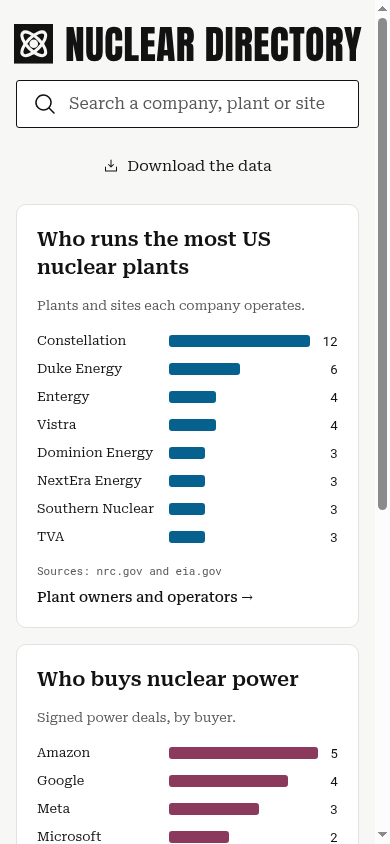 NUCLEAR DIRECTORY
Search a company, plant or site
Download the data
Who runs the most US
nuclear plants
Plants and sites each company operates.
Constellation 12
Duke Energy 6
Entergy 4
Vistra 4
Dominion Energy 3
NextEra Energy 3
Southern Nuclear 3
TVA 3
Sources: nrc.gov and eia.gov
Plant owners and operators →
Who buys nuclear power
Signed power deals, by buyer.
Amazon 5
Google 4
Meta 3
Microsoft 2